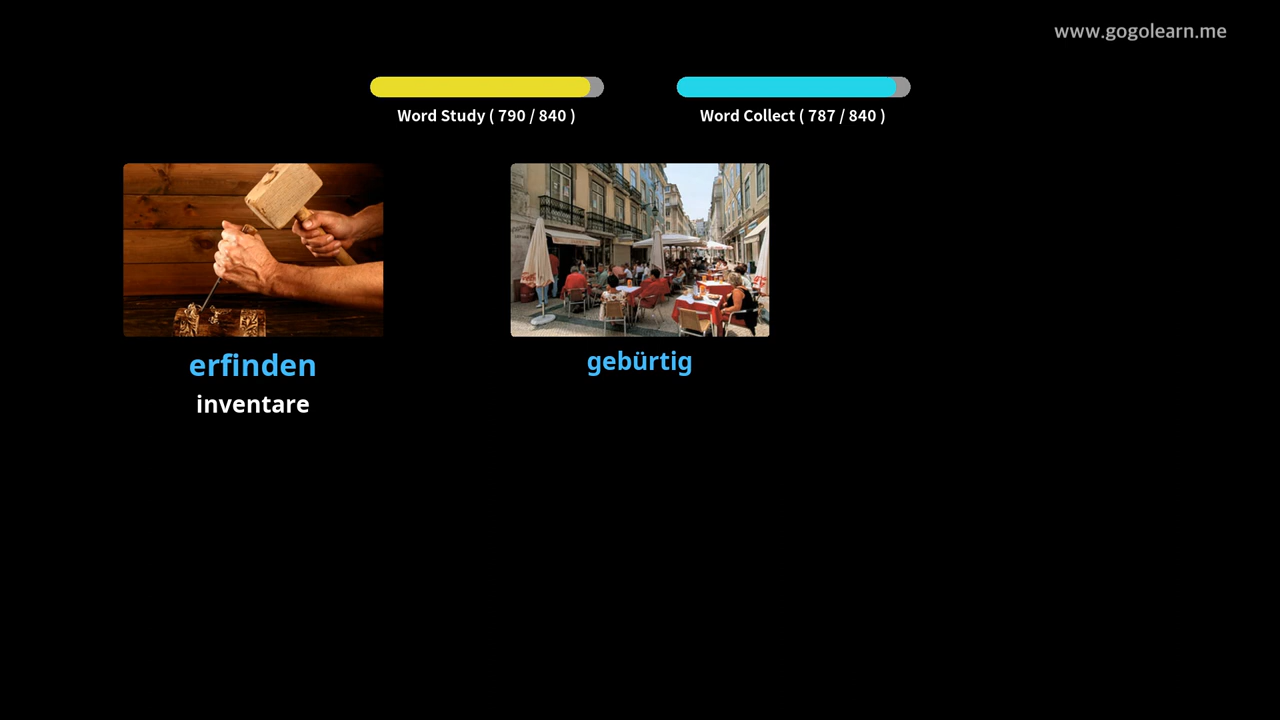 www.gogolearn.me
Word Study ( 790 / 840 )
Word Collect ( 787 / 840 )
erfinden
inventare
gebürtig